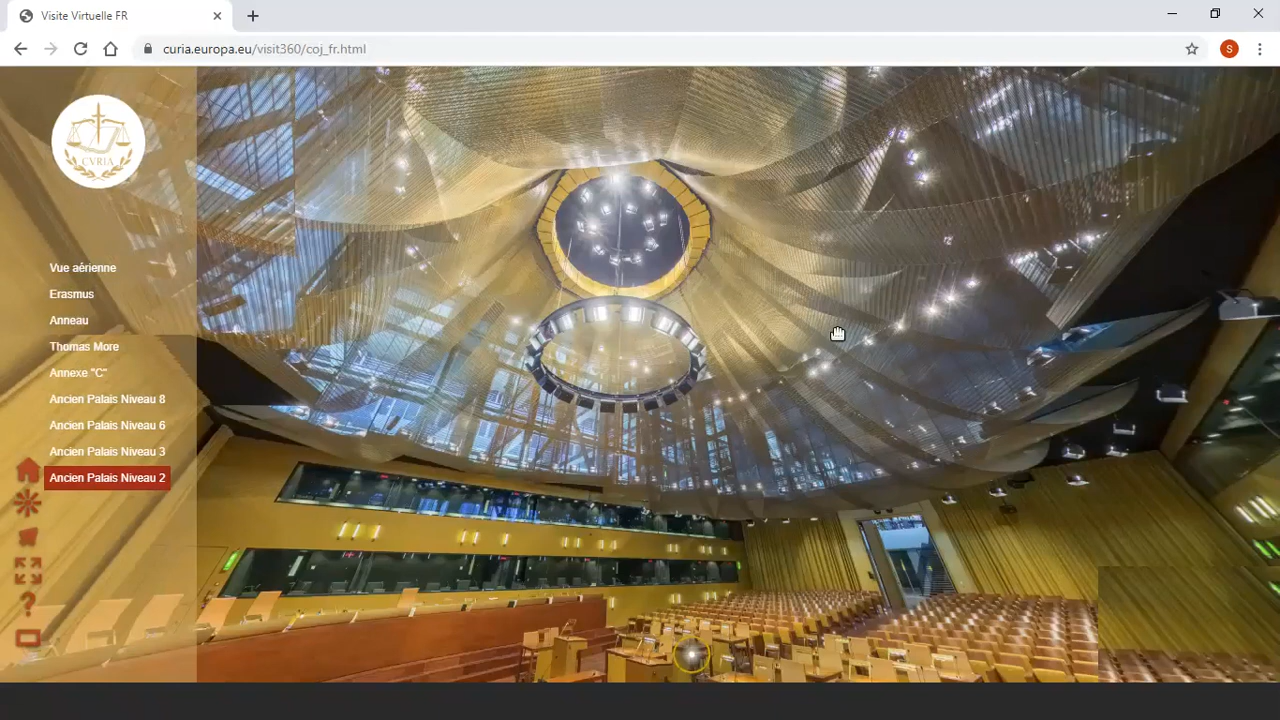 Visite Virtuelle FR
curia.europa.eu/visit360/coj_fr.html
S
CVRIA
Vue aérienne
Erasmus
Anneau
Thomas More
Annexe "C"
Ancien Palais Niveau 8
Ancien Palais Niveau 6
Ancien Palais Niveau 3
Ancien Palais Niveau 2
?